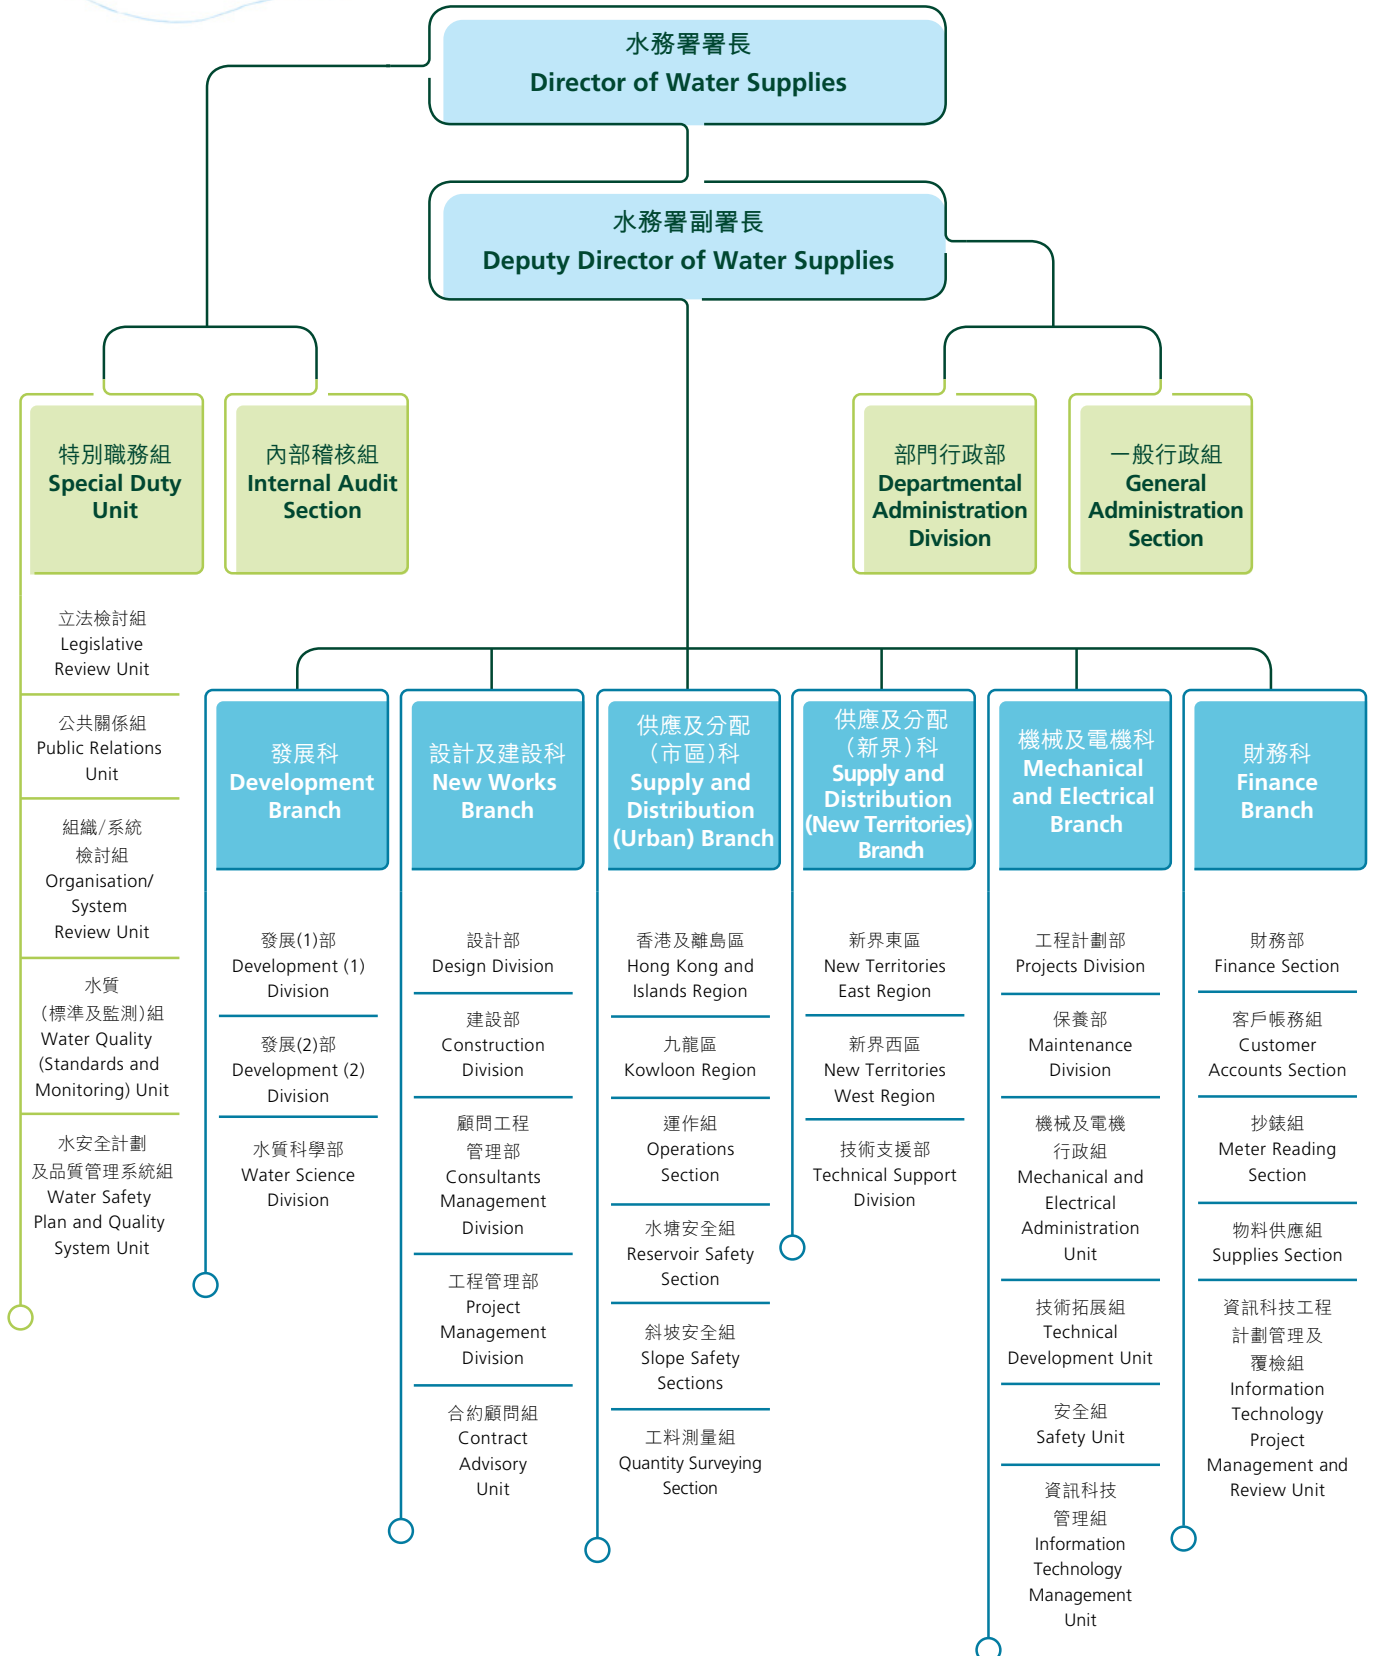 水務署署長
Director of Water Supplies
水務署副署長
Deputy Director of Water Supplies
特別職務組
Special Duty
Unit
內部稽核組
Internal Audit
Section
部門行政部
Departmental
Administration
Division
一般行政組
General
Administration
Section
立法檢討組
Legislative
Review Unit
公共關係組
Public Relations
Unit
組織/系統
檢討組
Organisation/
System
Review Unit
水質
(標準及監測)組
Water Quality
(Standards and
Monitoring) Unit
水安全計劃
及品質管理系統組
Water Safety
Plan and Quality
System Unit
發展科
Development
Branch
發展(1)部
Development (1)
Division
發展(2)部
Development (2)
Division
水質科學部
Water Science
Division
設計及建設科
New Works
Branch
設計部
Design Division
建設部
Construction
Division
顧問工程
管理部
Consultants
Management
Division
工程管理部
Project
Management
Division
合約顧問組
Contract
Advisory
Unit
供應及分配
(市區)科
Supply and
Distribution
(Urban) Branch
香港及離島區
Hong Kong and
Islands Region
九龍區
Kowloon Region
運作組
Operations
Section
水塘安全組
Reservoir Safety
Section
斜坡安全組
Slope Safety
Sections
工料測量組
Quantity Surveying
Section
供應及分配
(新界)科
Supply and
Distribution
(New Territories)
Branch
新界東區
New Territories
East Region
新界西區
New Territories
West Region
技術支援部
Technical Support
Division
機械及電機科
Mechanical
and Electrical
Branch
工程計劃部
Projects Division
保養部
Maintenance
Division
機械及電機
行政組
Mechanical and
Electrical
Administration
Unit
技術拓展組
Technical
Development Unit
安全組
Safety Unit
資訊科技
管理組
Information
Technology
Management
Unit
財務科
Finance
Branch
財務部
Finance Section
客戶帳務組
Customer
Accounts Section
抄錶組
Meter Reading
Section
物料供應組
Supplies Section
資訊科技工程
計劃管理及
覆檢組
Information
Technology
Project
Management and
Review Unit